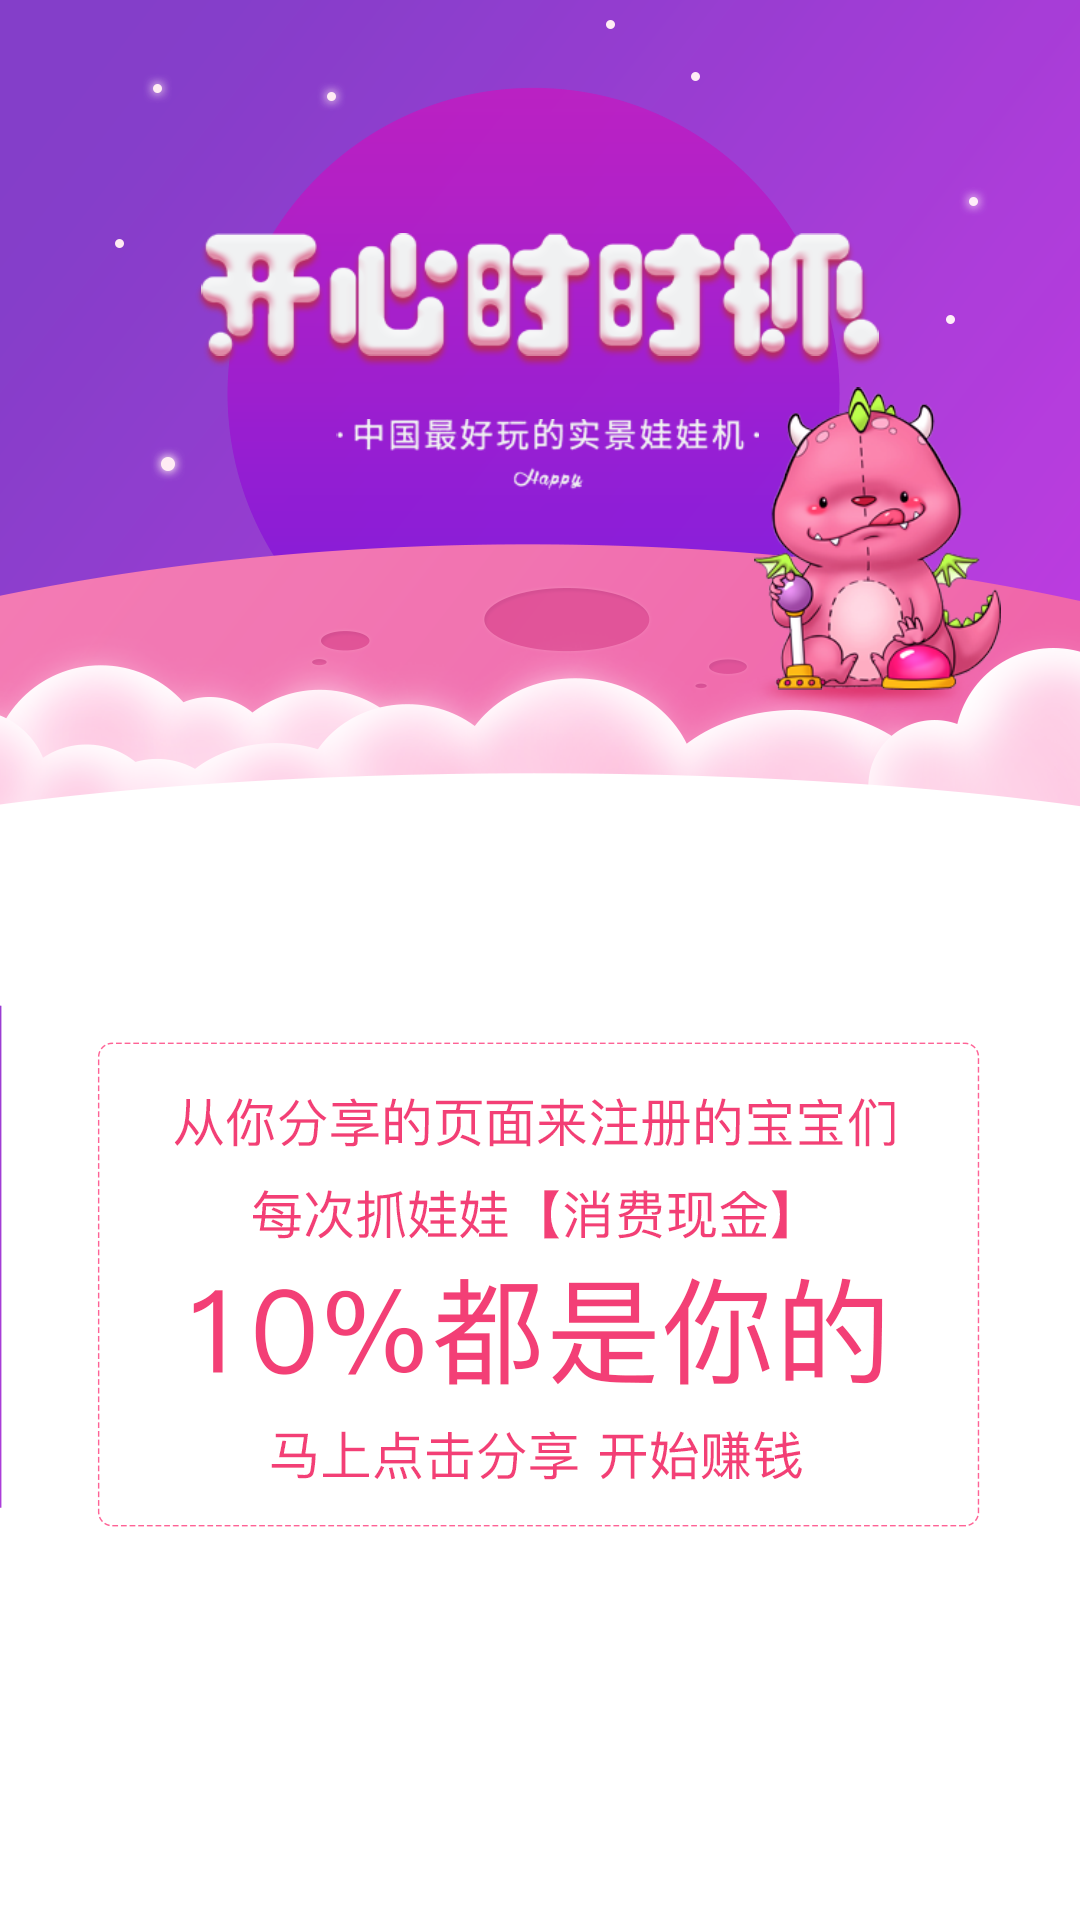 开心时时抓
·中国最好玩的实景娃娃机·
Happy
从你分享的页面来注册的宝宝们
每次抓娃娃【消费现金】
10%都是你的
马上点击分享 开始赚钱